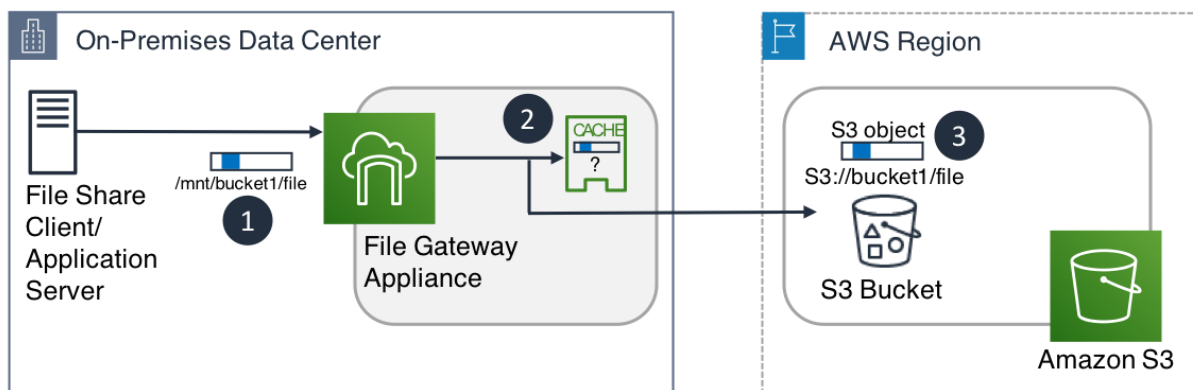 On-Premises Data Center
AWS Region
2
CACHE
?
S3 object
3
/mnt/bucket1/file
S3://bucket1/file
1
File Share
Client/
Application
Server
File Gateway
Appliance
S3 Bucket
Amazon S3